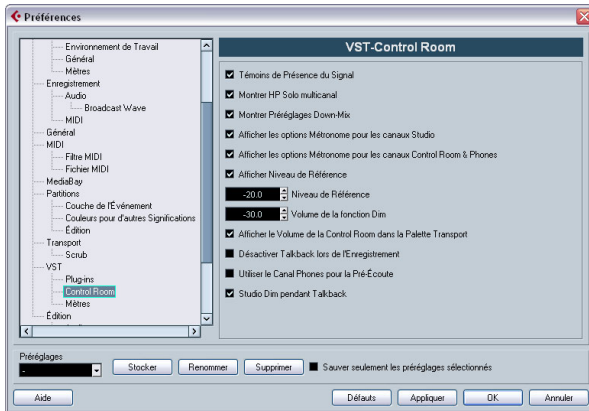 Préférences
Environnement de Travail
Général
Mètres
Enregistrement
Audio
Broadcast Wave
MIDI
Général
MIDI
Filtre MIDI
Fichier MIDI
MediaBay
Partitions
Couche de l'Événement
Couleurs pour d'autres Significations
Édition
Transport
Scrub
VST
Plug-ins
Control Room
Mètres
Édition
VST-Control Room
Témoins de Présence du Signal
Montrer HP Solo multicanal
Montrer Préréglages Down-Mix
Afficher les options Métronome pour les canaux Studio
Afficher les options Métronome pour les canaux Control Room & Phones
Afficher Niveau de Référence
-20.0 Niveau de Référence
-30.0 Volume de la fonction Dim
Afficher le Volume de la Control Room dans la Palette Transport
Désactiver Talkback lors de l'Enregistrement
Utiliser le Canal Phones pour la Pré-Écoute
Studio Dim pendant Talkback
Préréglages
- Stocker Renommer Supprimer Sauver seulement les préréglages sélectionnés
Aide Défauts Appliquer OK Annuler